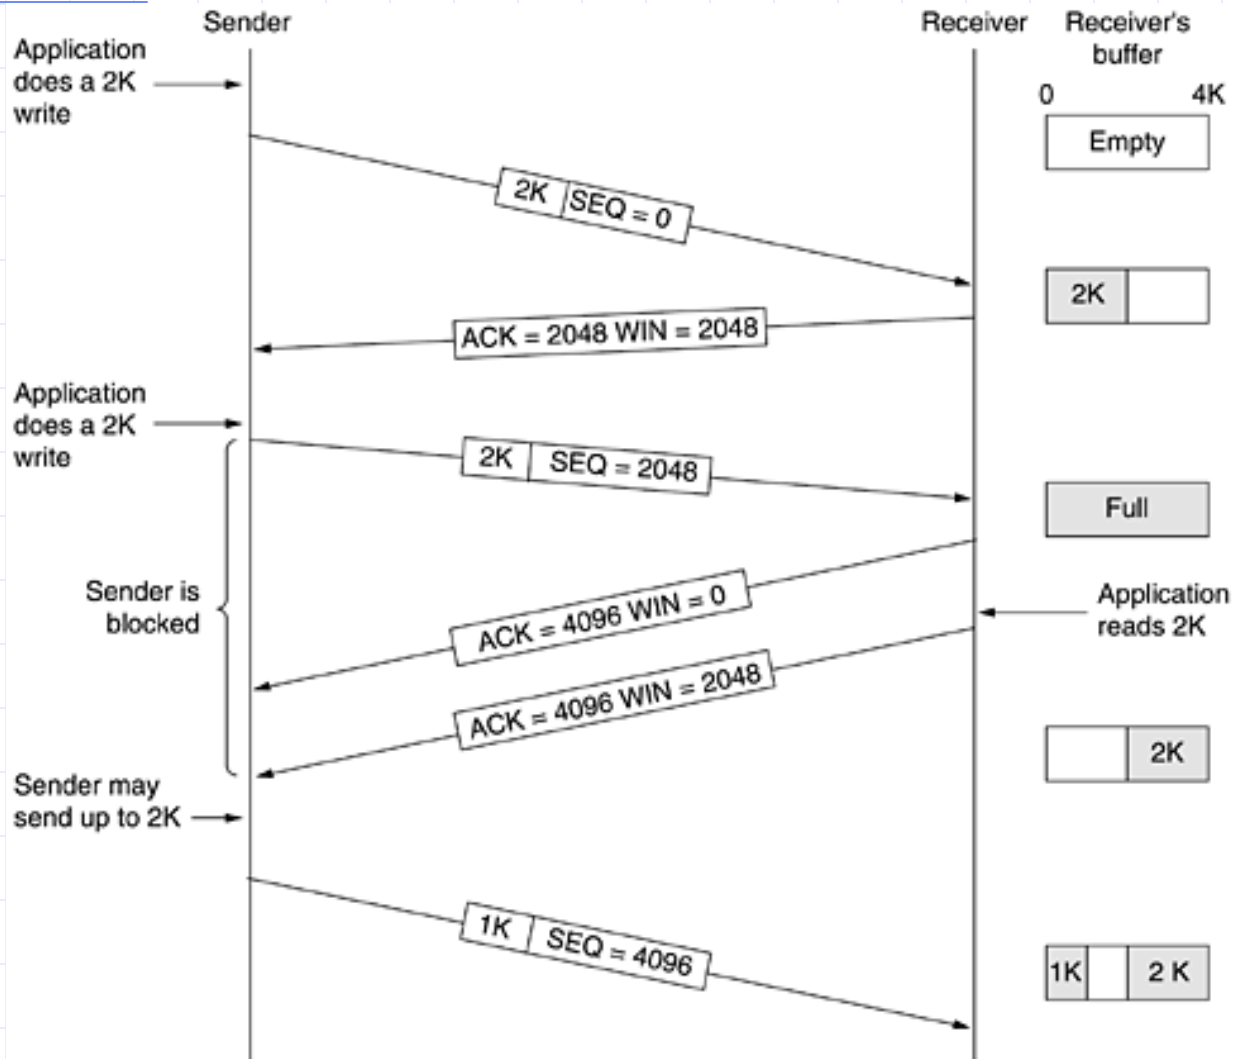 Sender
Receiver
Receiver's
buffer
0
4K
Application
does a 2K
write
Empty
2K
SEQ = 0
2K
ACK = 2048 WIN = 2048
Application
does a 2K
write
2K
SEQ = 2048
Full
Sender is
blocked
ACK = 4096 WIN = 0
Application
reads 2K
ACK = 4096 WIN = 2048
2K
Sender may
send up to 2K
1K
SEQ = 4096
1K
2 K